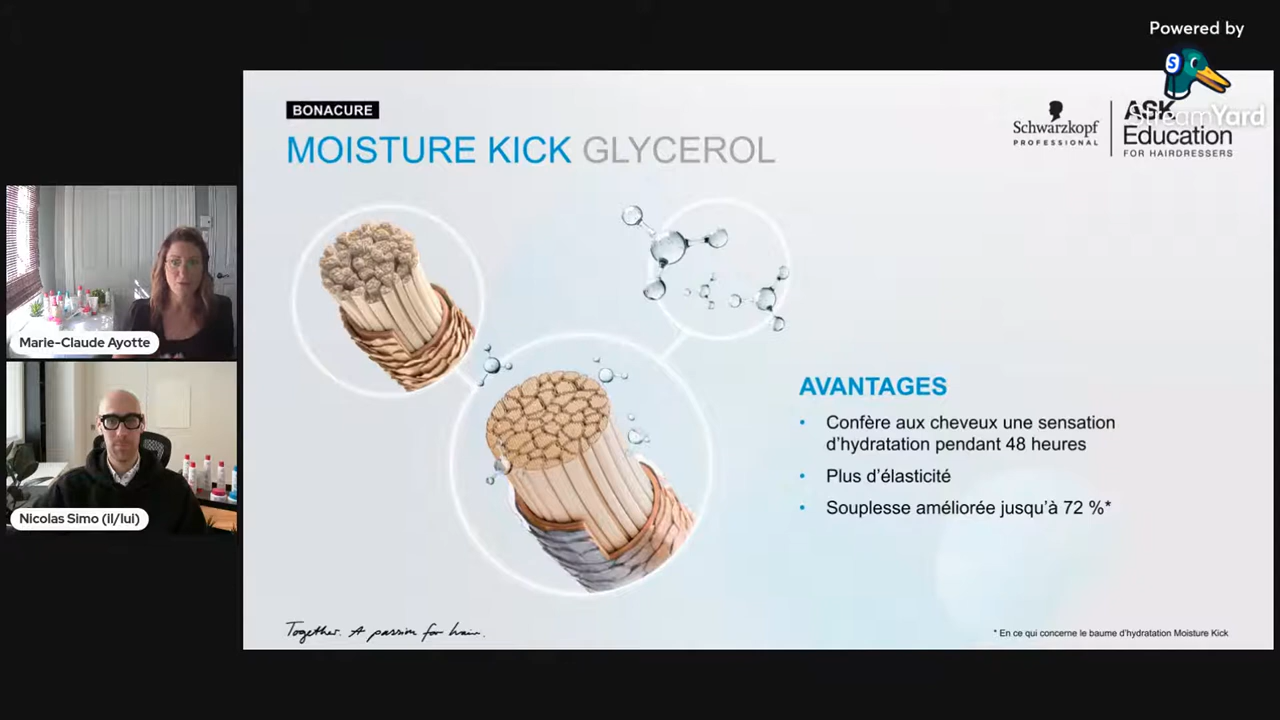 Powered by
StreamYard
BONACURE
MOISTURE KICK GLYCEROL
Schwarzkopf
PROFESSIONAL
ASK
Education
FOR HAIRDRESSERS
Marie-Claude Ayotte
Nicolas Simo (il/lui)
AVANTAGES
• Confère aux cheveux une sensation
d'hydratation pendant 48 heures
• Plus d'élasticité
• Souplesse améliorée jusqu'à 72 %*
Together. A passion for hair.
* En ce qui concerne le baume d'hydratation Moisture Kick